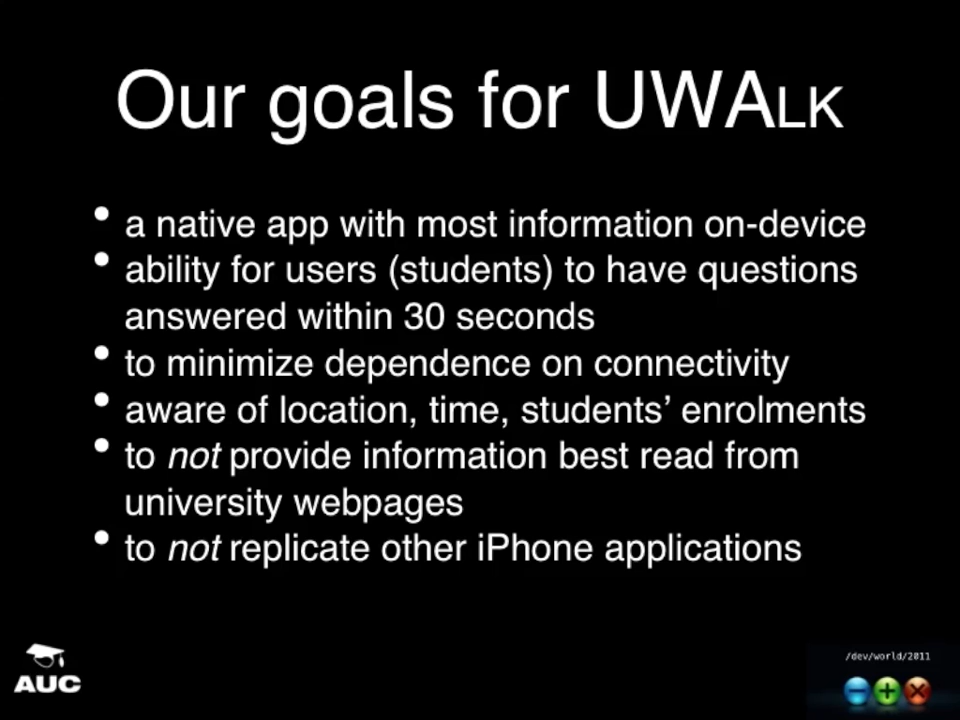 Our goals for UWALK
• a native app with most information on-device
• ability for users (students) to have questions
answered within 30 seconds
• to minimize dependence on connectivity
• aware of location, time, students’ enrolments
• to not provide information best read from
university webpages
• to not replicate other iPhone applications
AUC
/dev/world/2011